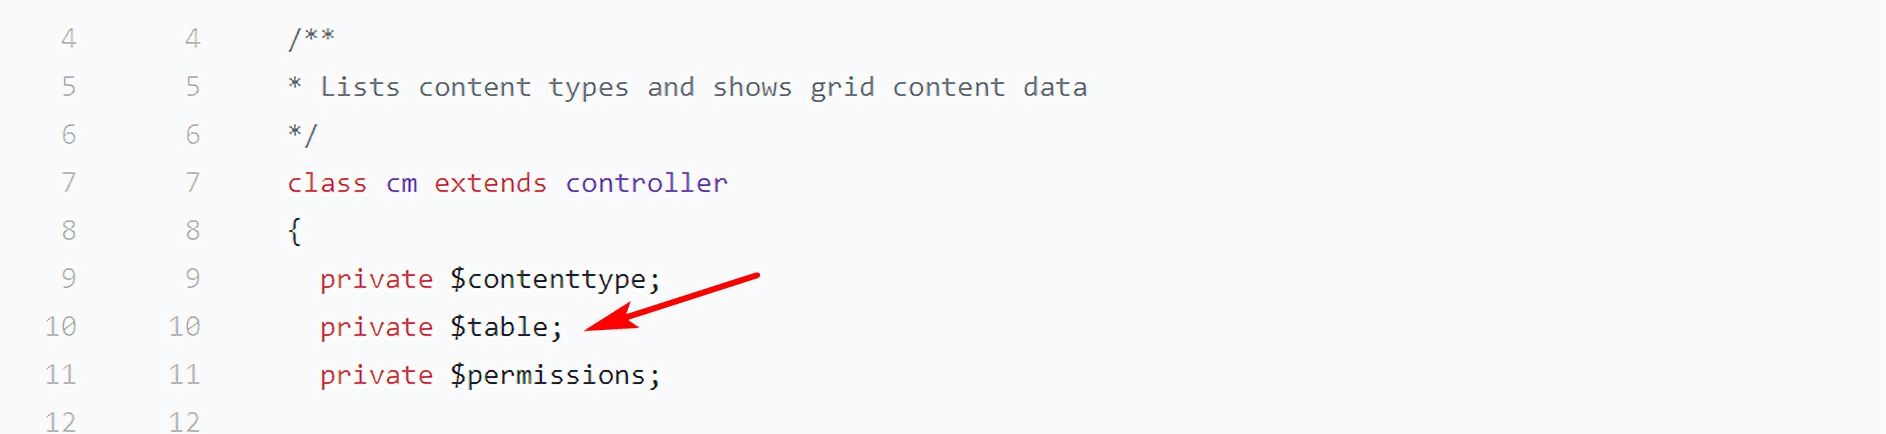 4 4 /**
5 5 * Lists content types and shows grid content data
6 6 */
7 7 class cm extends controller
8 8 {
9 9 private $contenttype;
10 10 private $table;
11 11 private $permissions;
12 12